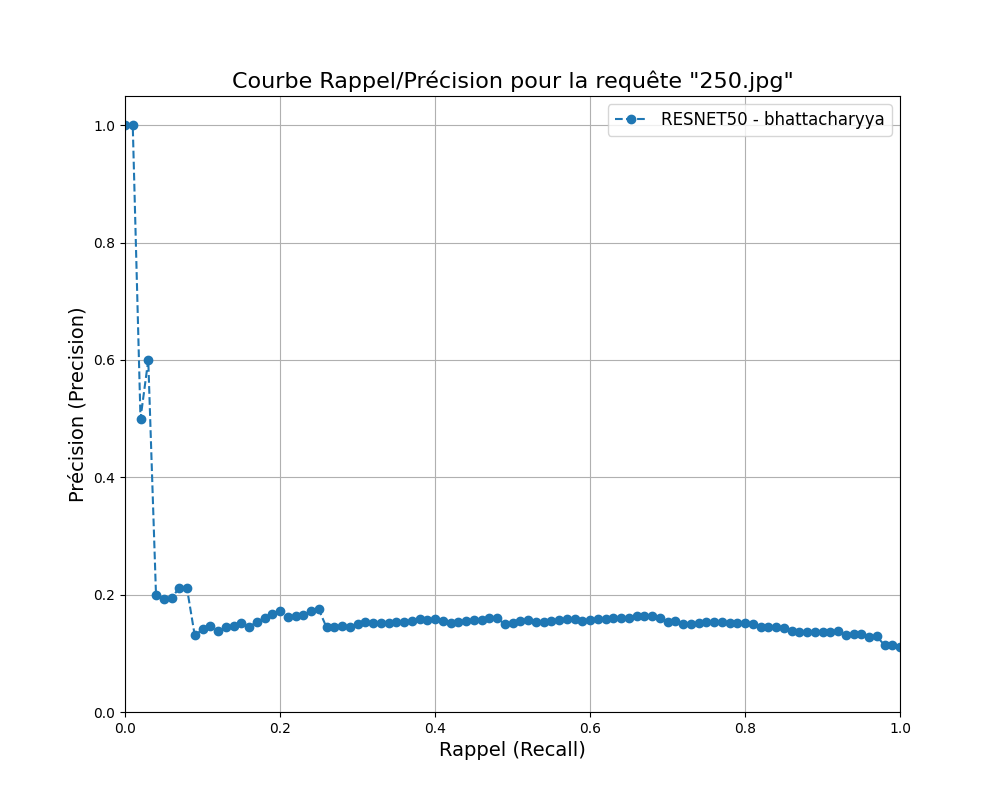 Courbe Rappel/Précision pour la requête "250.jpg"
RESNET50 - bhattacharyya
1.0
0.8
0.6
0.4
0.2
0.0
Précision (Precision)
0.0 0.2 0.4 0.6 0.8 1.0
Rappel (Recall)